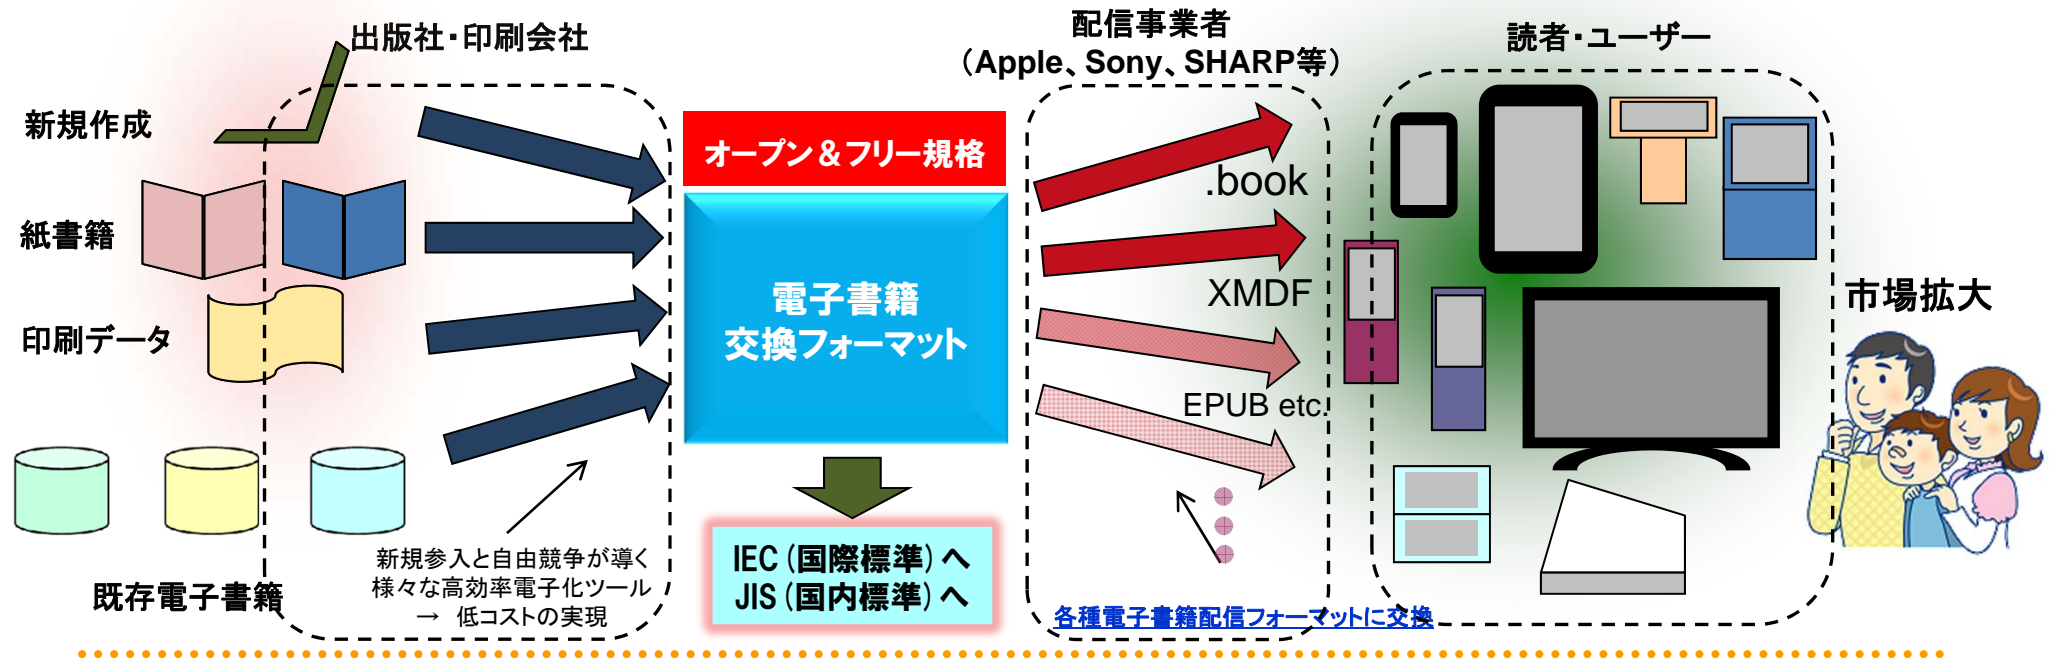 出版社・印刷会社
新規作成
紙書籍
印刷データ
既存電子書籍
新規参入と自由競争が導く
様々な高効率電子化ツール
→ 低コストの実現
オープン＆フリー規格
電子書籍
交換フォーマット
IEC(国際標準)へ
JIS(国内標準)へ
配信事業者
（Apple、Sony、SHARP等）
.book
XMDF
EPUB etc.
各種電子書籍配信フォーマットに交換
読者・ユーザー
市場拡大